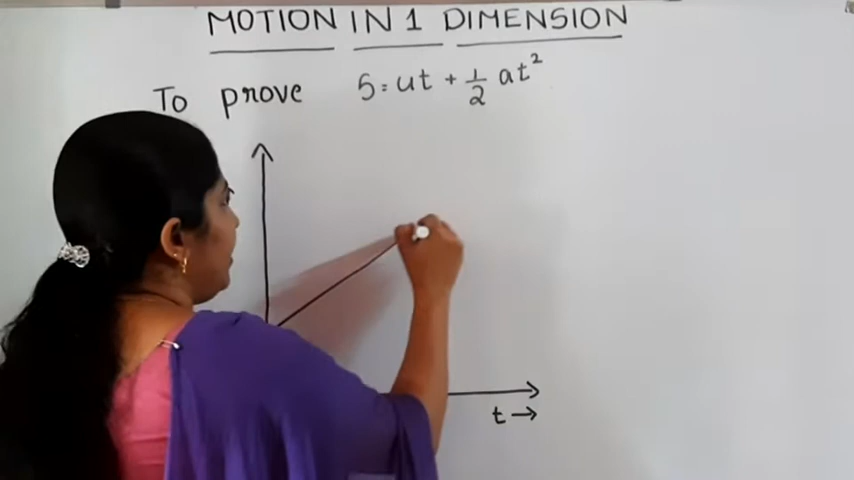 MOTION IN 1 DIMENSION
To prove S = ut + 1/2 at²
t →